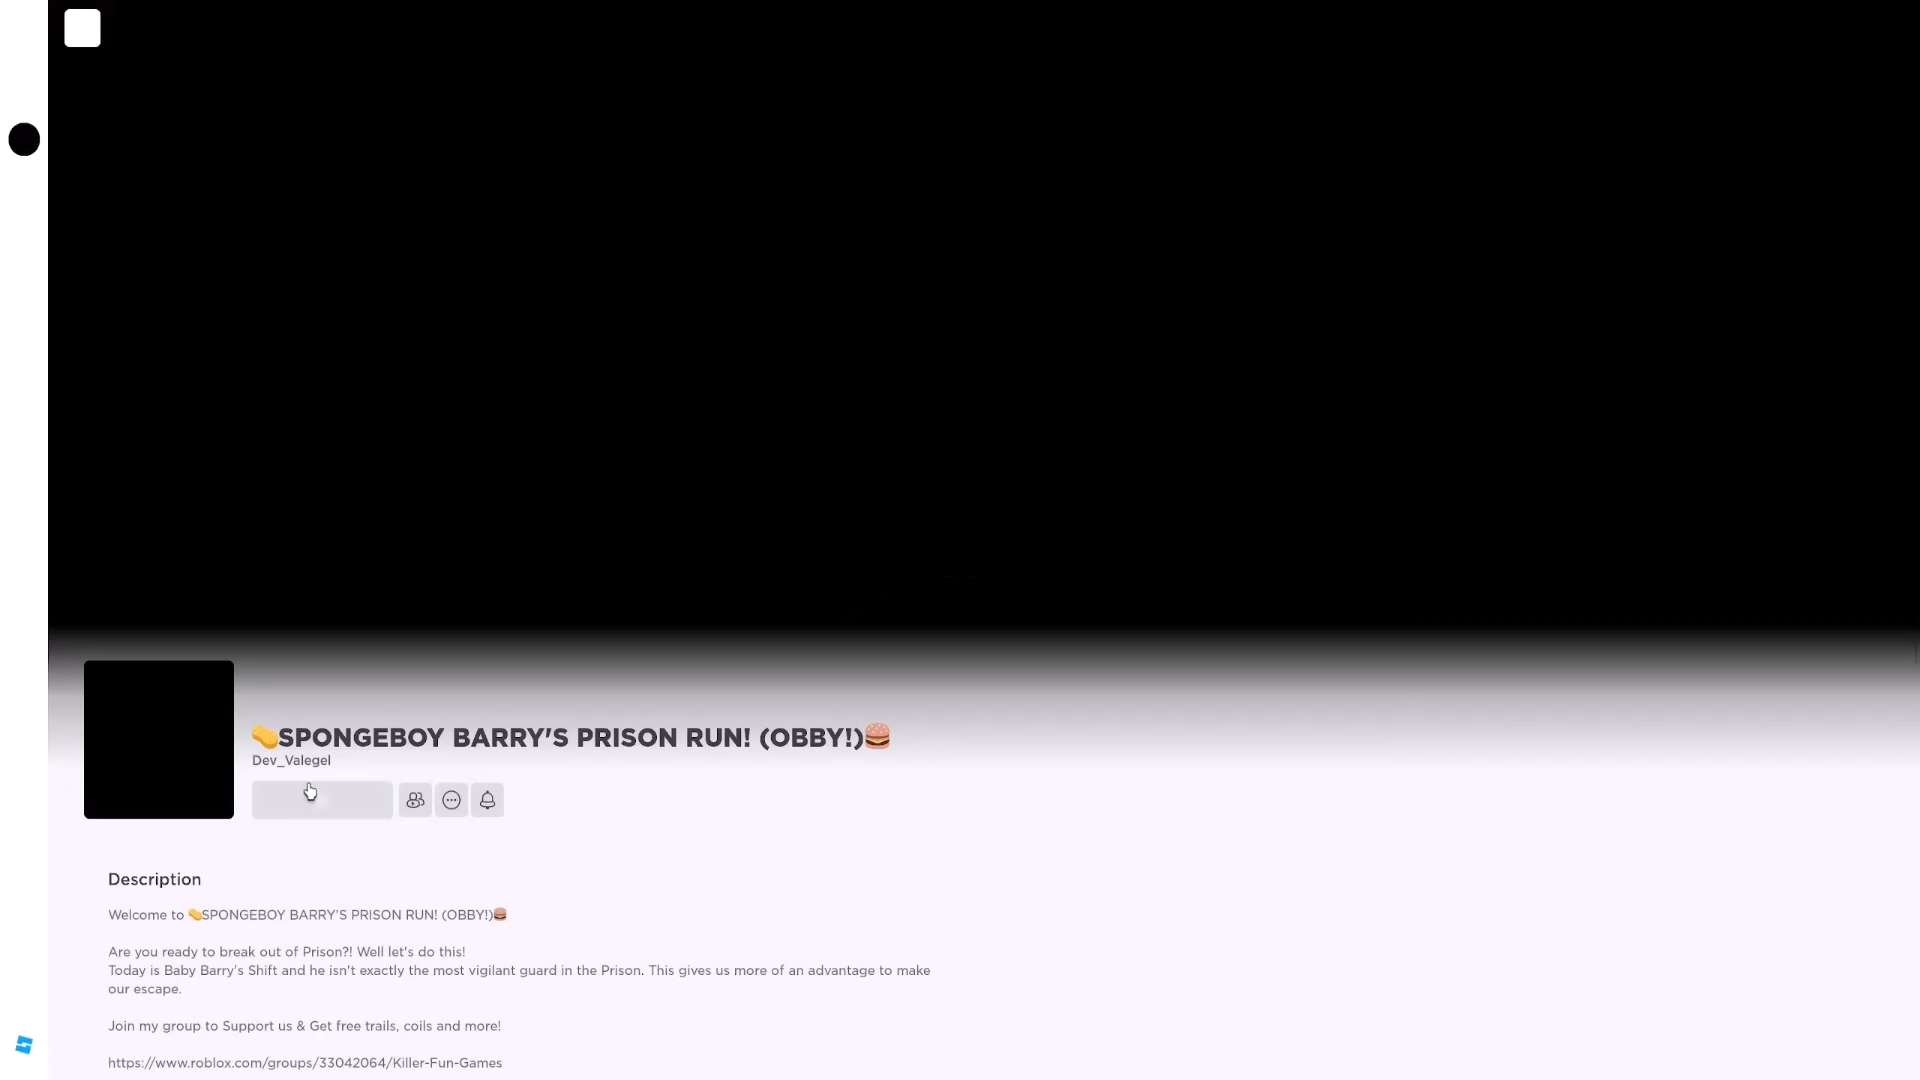 🧽SPONGEBOY BARRY'S PRISON RUN! (OBBY!)🍔
Dev_Valegel
Description
Welcome to 🧽SPONGEBOY BARRY'S PRISON RUN! (OBBY!)🍔
Are you ready to break out of Prison?! Well let's do this!
Today is Baby Barry's Shift and he isn't exactly the most vigilant guard in the Prison. This gives us more of an advantage to make
our escape.
Join my group to Support us & Get free trails, coils and more!
https://www.roblox.com/groups/33042064/Killer-Fun-Games